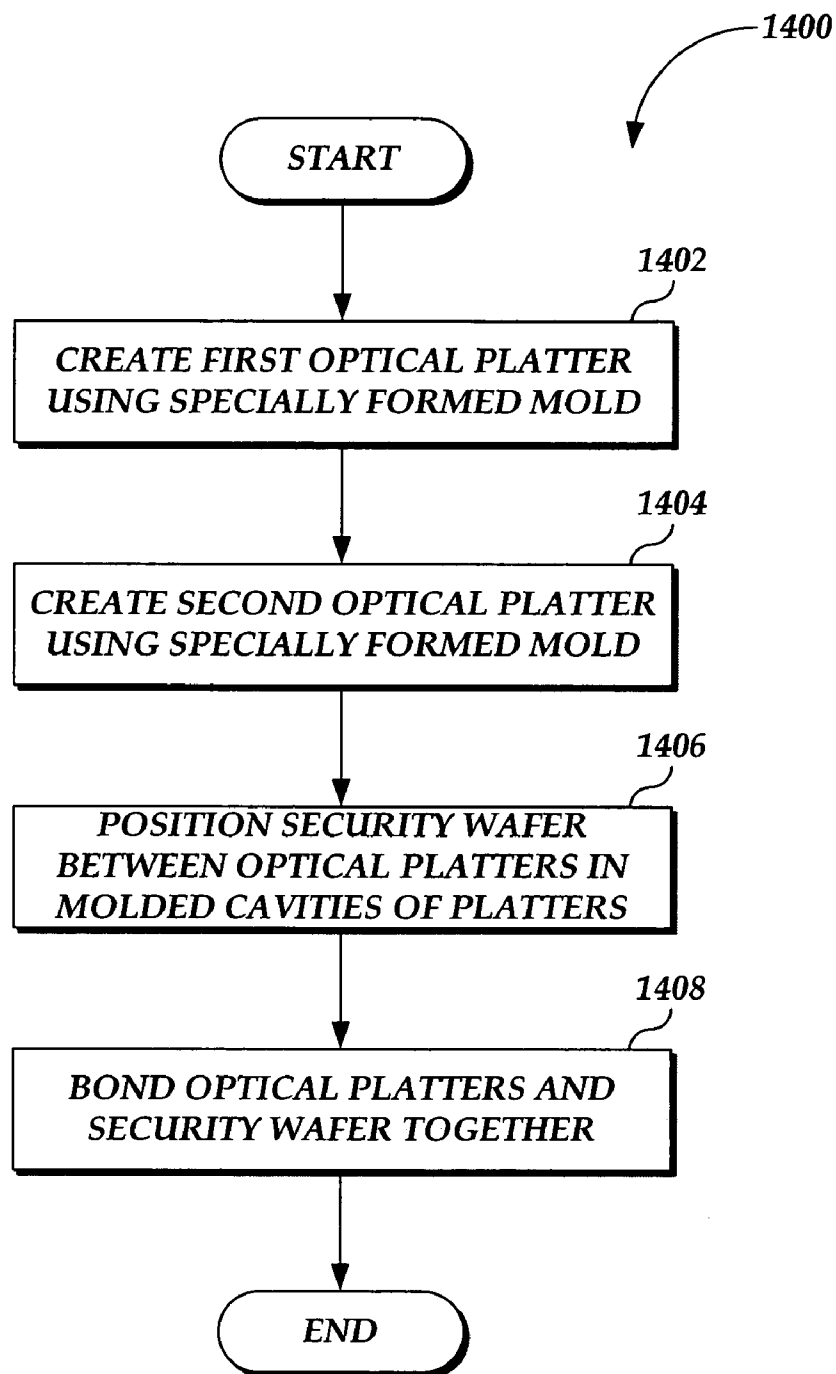 1400
START
1402
CREATE FIRST OPTICAL PLATTER
USING SPECIALLY FORMED MOLD
1404
CREATE SECOND OPTICAL PLATTER
USING SPECIALLY FORMED MOLD
1406
POSITION SECURITY WAFER
BETWEEN OPTICAL PLATTERS IN
MOLDED CAVITIES OF PLATTERS
1408
BOND OPTICAL PLATTERS AND
SECURITY WAFER TOGETHER
END